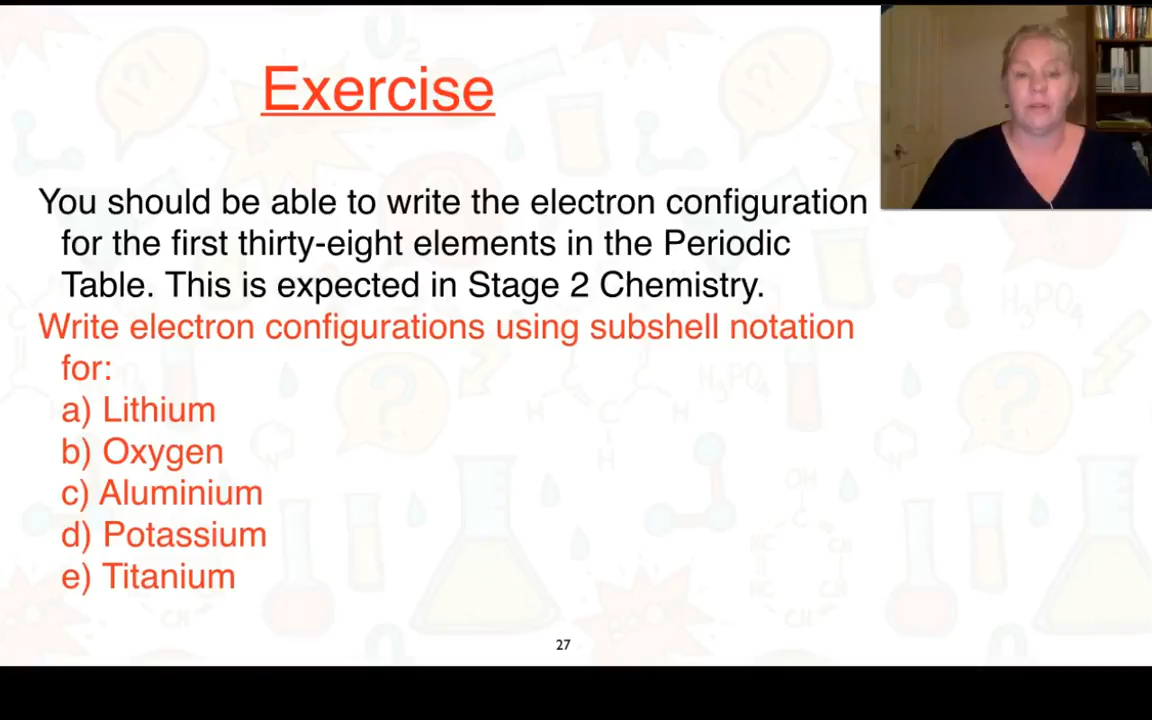 Exercise
You should be able to write the electron configuration
for the first thirty-eight elements in the Periodic
Table. This is expected in Stage 2 Chemistry.
Write electron configurations using subshell notation
for:
a) Lithium
b) Oxygen
c) Aluminium
d) Potassium
e) Titanium
27